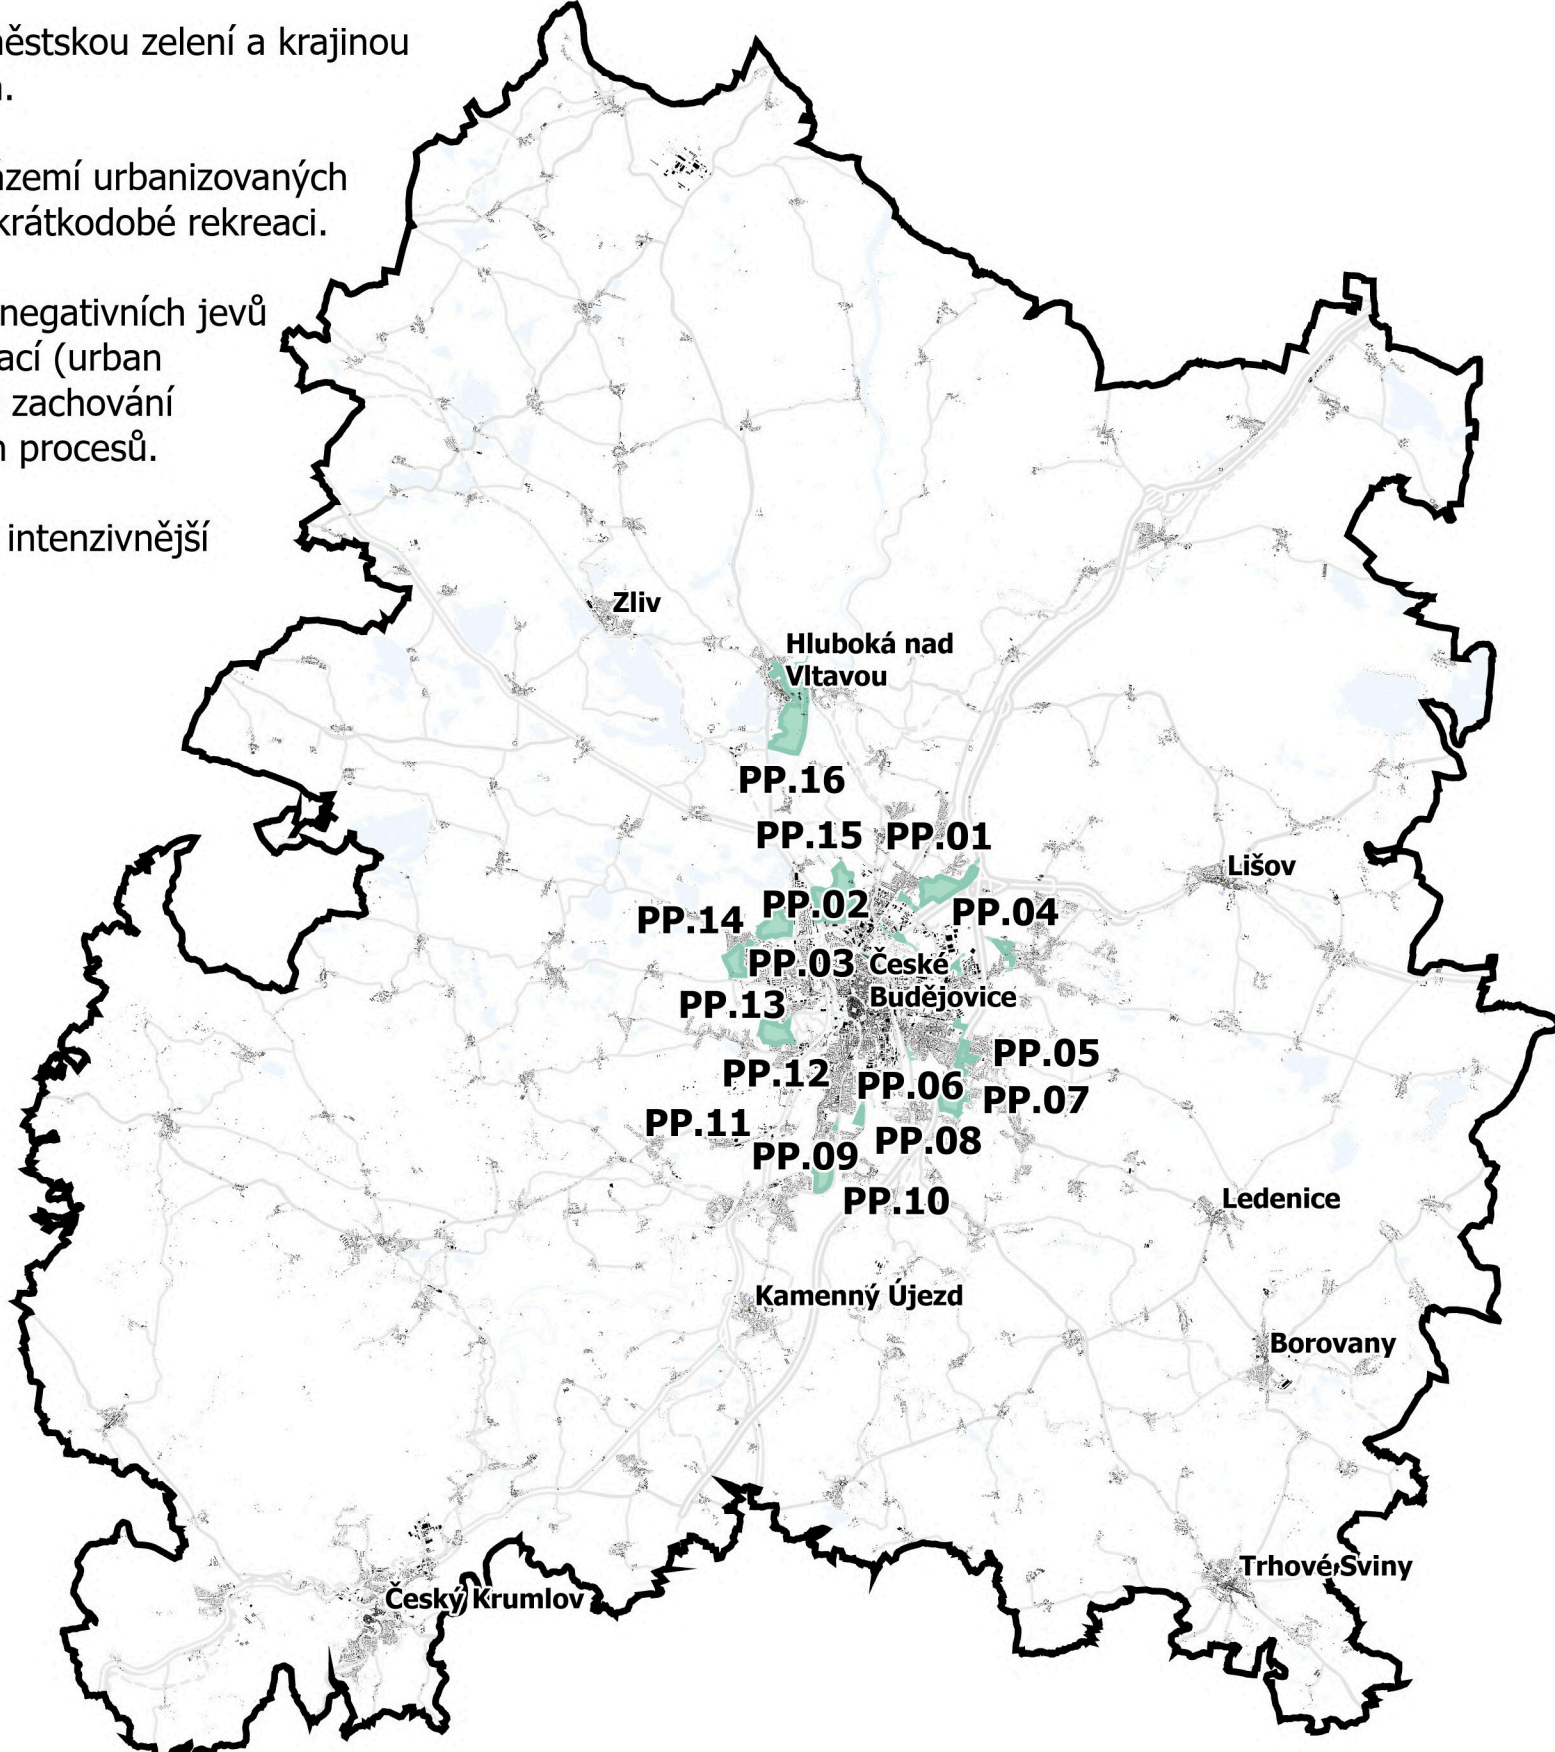 ěstskou zelení a krajinou
.
ázemí urbanizovaných
krátkodobé rekreaci.
negativních jevů
ací (urban
zachování
procesů.
intenzivnější
Zliv
Hluboká nad
Vltavou
PP.16
PP.15
PP.01
Lišov
PP.02
PP.14
PP.04
PP.03
České
Budějovice
PP.13
PP.05
PP.12
PP.06
PP.07
PP.11
PP.08
PP.09
PP.10
Ledenice
Kamenný Újezd
Borovany
Trhové Sviny
Český Krumlov